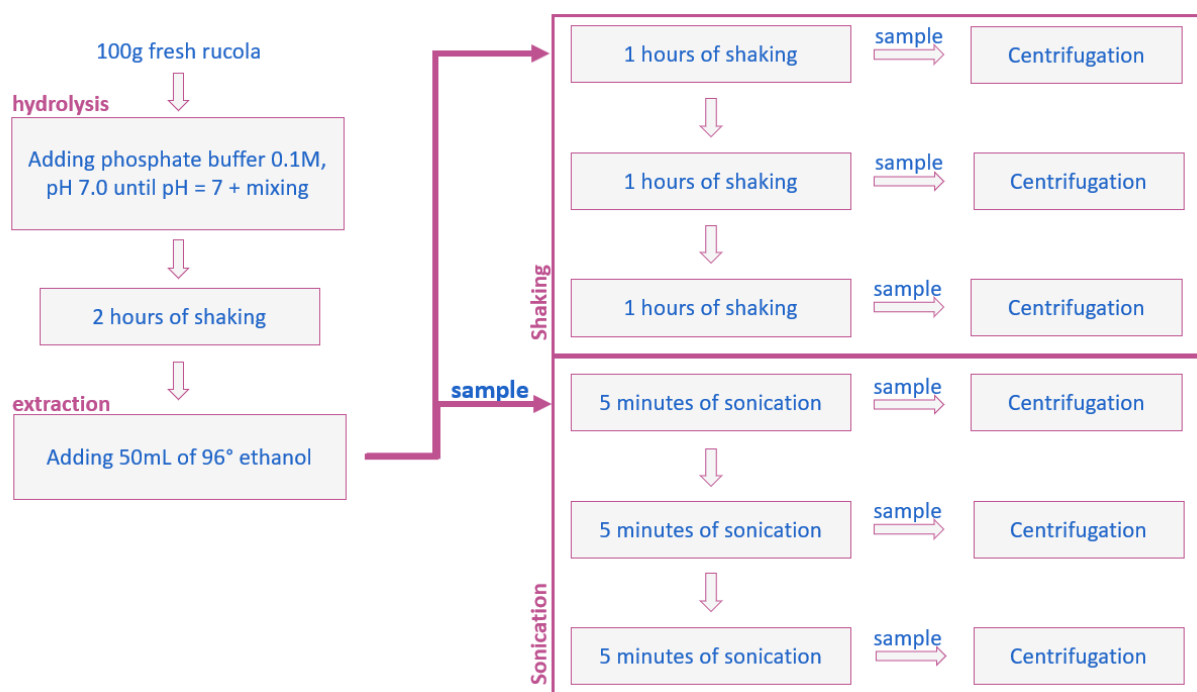 100g fresh rucola
hydrolysis
Adding phosphate buffer 0.1M,
pH 7.0 until pH = 7 + mixing
2 hours of shaking
extraction
Adding 50mL of 96° ethanol
sample
Shaking
1 hours of shaking
sample
Centrifugation
1 hours of shaking
sample
Centrifugation
1 hours of shaking
sample
Centrifugation
Sonication
5 minutes of sonication
sample
Centrifugation
5 minutes of sonication
sample
Centrifugation
5 minutes of sonication
sample
Centrifugation